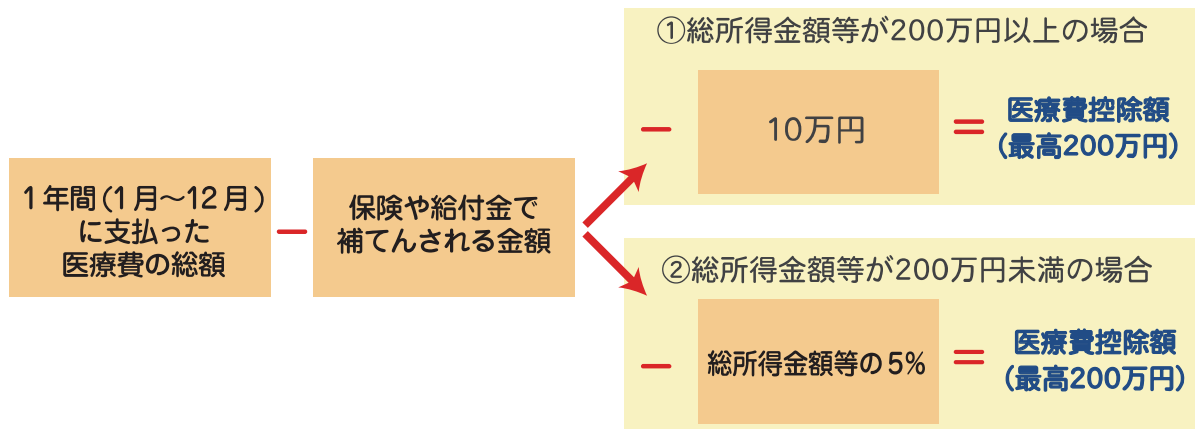 1年間(1月～12月)
に支払った
医療費の総額
－
保険や給付金で
補てんされる金額
①総所得金額等が200万円以上の場合
－
10万円
＝
医療費控除額
(最高200万円)
②総所得金額等が200万円未満の場合
－
総所得金額等の5%
＝
医療費控除額
(最高200万円)